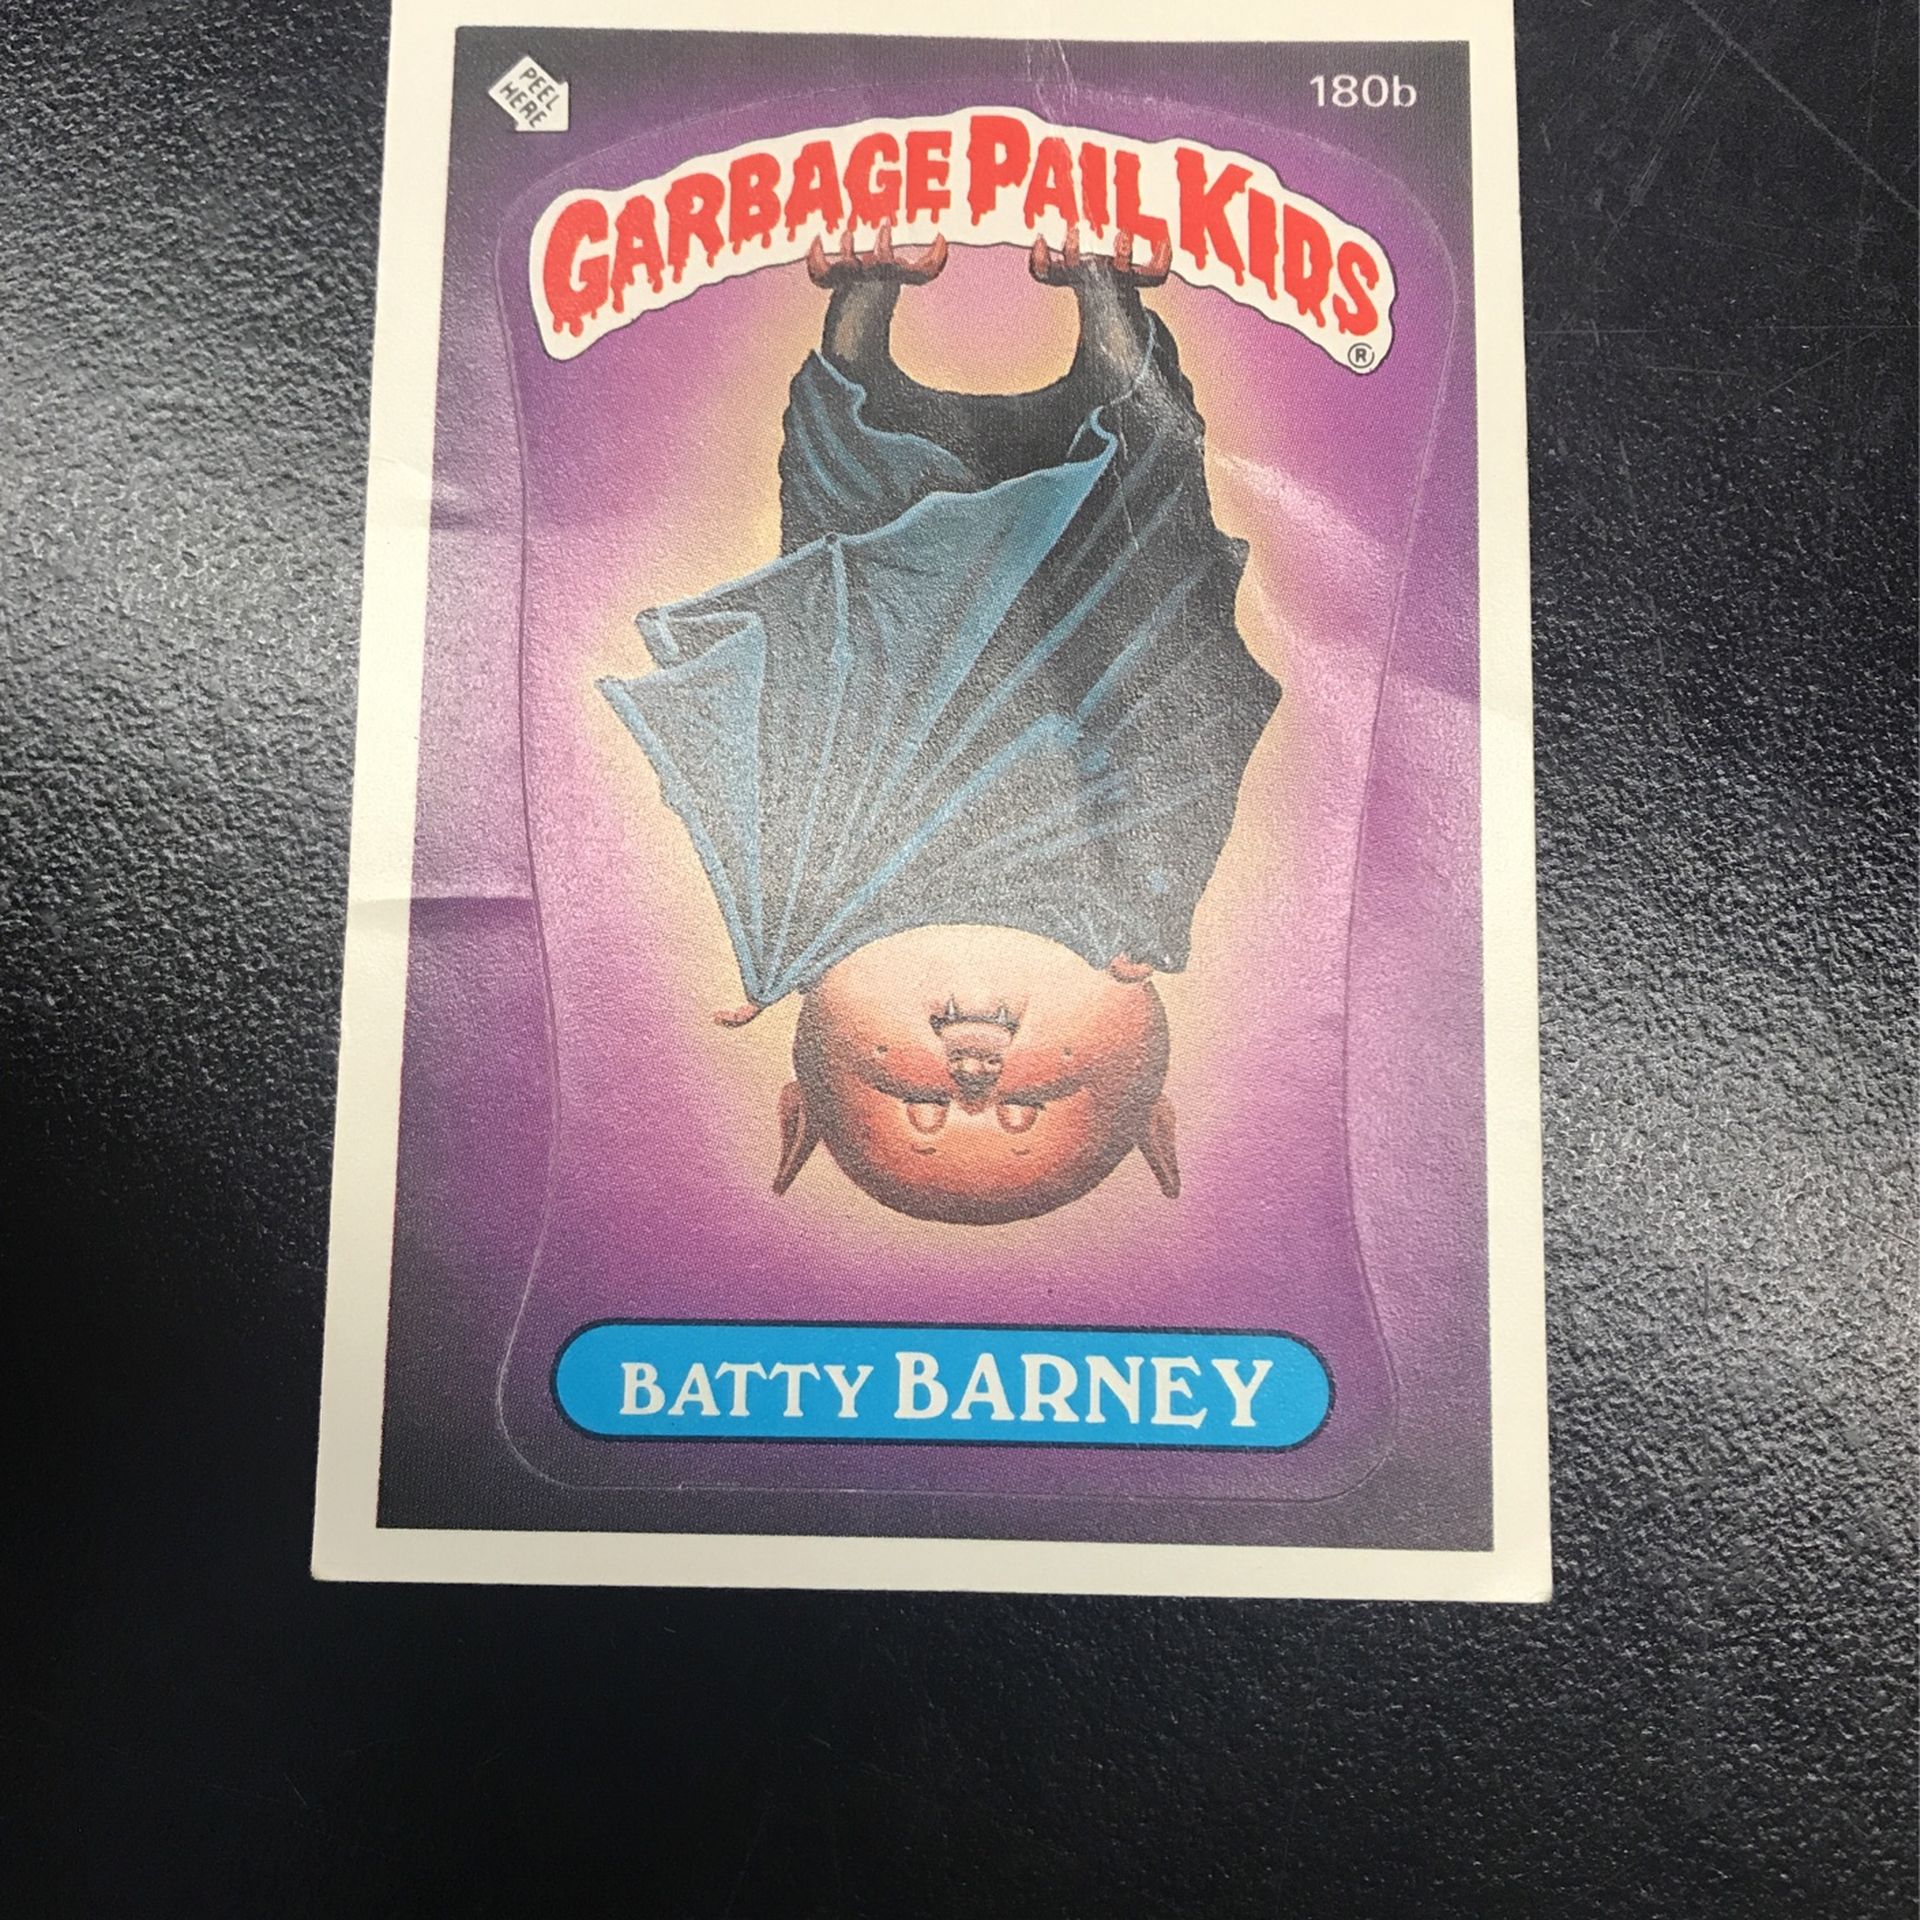 PEEL
HERE
180b
GARBAGE PAIL KIDS
®
BATTY BARNEY